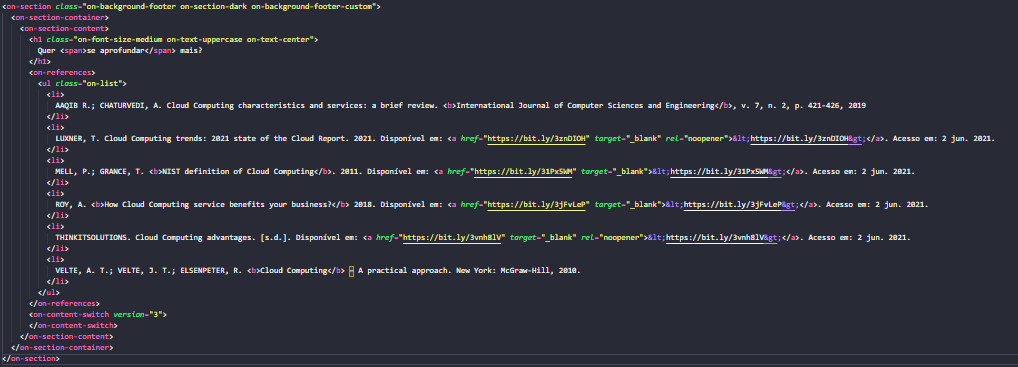 <on-section class="on-background-footer on-section-dark on-background-footer-custom">
<on-section-container>
<on-section-content>
<h1 class="on-font-size-medium on-text-uppercase on-text-center">
Quer <span>se aprofundar</span> mais?
</h1>
<on-references>
<ul class="on-list">
<li>
AAQIB R.; CHATURVEDI, A. Cloud Computing characteristics and services: a brief review. <b>International Journal of Computer Sciences and Engineering</b>, v. 7, n. 2, p. 421-426, 2019
</li>
<li>
LUXNER, T. Cloud Computing trends: 2021 state of the Cloud Report. 2021. Disponível em: <a href="https://bit.ly/3znDIOH" target="_blank" rel="noopener">&lt;https://bit.ly/3znDIOH&gt;</a>. Acesso em: 2 jun. 2021.
</li>
<li>
MELL, P.; GRANCE, T. <b>NIST definition of Cloud Computing</b>. 2011. Disponível em: <a href="https://bit.ly/31Px5WM" target="_blank">&lt;https://bit.ly/31Px5WM&gt;</a>. Acesso em: 2 jun. 2021.
</li>
<li>
ROY, A. <b>How Cloud Computing service benefits your business?</b> 2018. Disponível em: <a href="https://bit.ly/3jFvLeP" target="_blank">&lt;https://bit.ly/3jFvLeP&gt;</a>. Acesso em: 2 jun. 2021.
</li>
<li>
THINKITSOLUTIONS. Cloud Computing advantages. [s.d.]. Disponível em: <a href="https://bit.ly/3vnh8lV" target="_blank" rel="noopener">&lt;https://bit.ly/3vnh8lV&gt;</a>. Acesso em: 2 jun. 2021.
</li>
<li>
VELTE, A. T.; VELTE, J. T.; ELSENPETER, R. <b>Cloud Computing</b> – A practical approach. New York: McGraw-Hill, 2010.
</li>
</ul>
</on-references>
<on-content-switch version="3">
</on-content-switch>
</on-section-content>
</on-section-container>
</on-section>